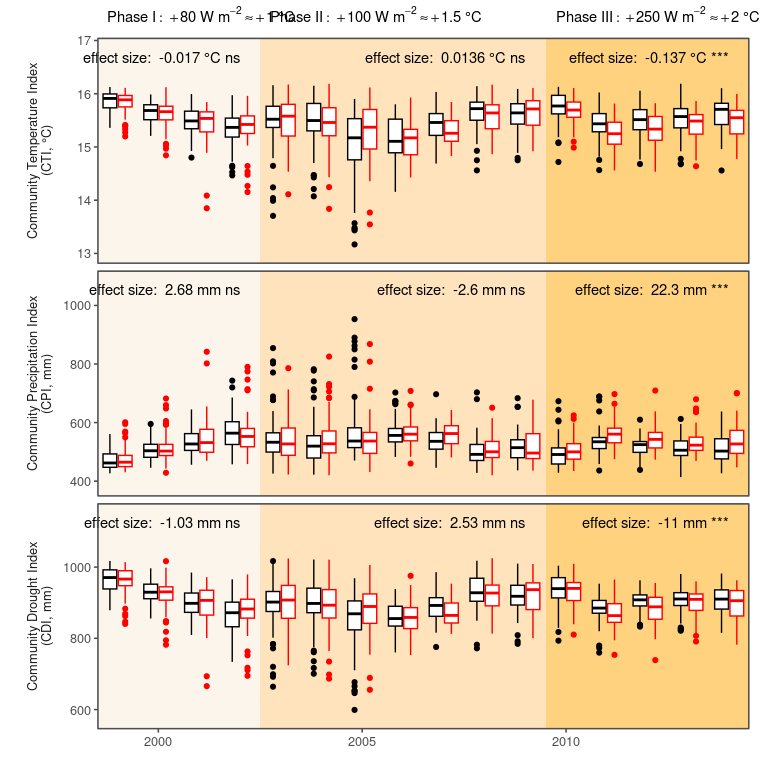 Phase I : +80 W m−2 ≈+1 °C Phase II : +100 W m−2 ≈+1.5 °C Phase III : +250 W m−2 ≈+2 °C
Community Temperature Index
(CTI, °C)
17
16
15
14
13
effect size: -0.017 °C ns
effect size: 0.0136 °C ns
effect size: -0.137 °C ***
Community Precipitation Index
(CPI, mm)
1000
800
600
400
effect size: 2.68 mm ns
effect size: -2.6 mm ns
effect size: 22.3 mm ***
Community Drought Index
(CDI, mm)
1000
800
600
effect size: -1.03 mm ns
effect size: 2.53 mm ns
effect size: -11 mm ***
2000
2005
2010